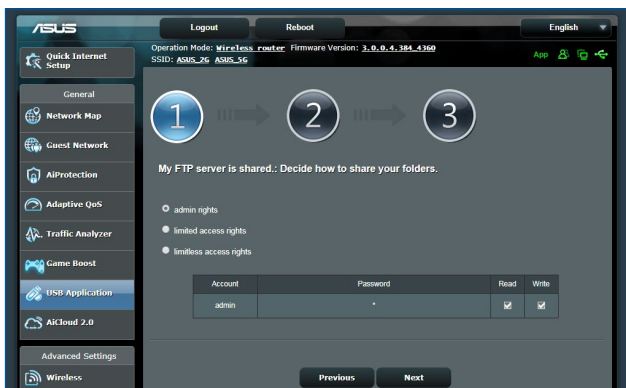 ASUS
Logout
Reboot
English
Operation Mode: Wireless router Firmware Version: 3.0.0.4.384_4360
SSID: ASUS_2G ASUS_5G
App
Quick Internet
Setup
General
Network Map
Guest Network
AiProtection
Adaptive QoS
Traffic Analyzer
Game Boost
USB Application
AiCloud 2.0
Advanced Settings
Wireless
1
2
3
My FTP server is shared.: Decide how to share your folders.
admin rights
limited access rights
limitless access rights
Account Password Read Write
admin *
Previous
Next